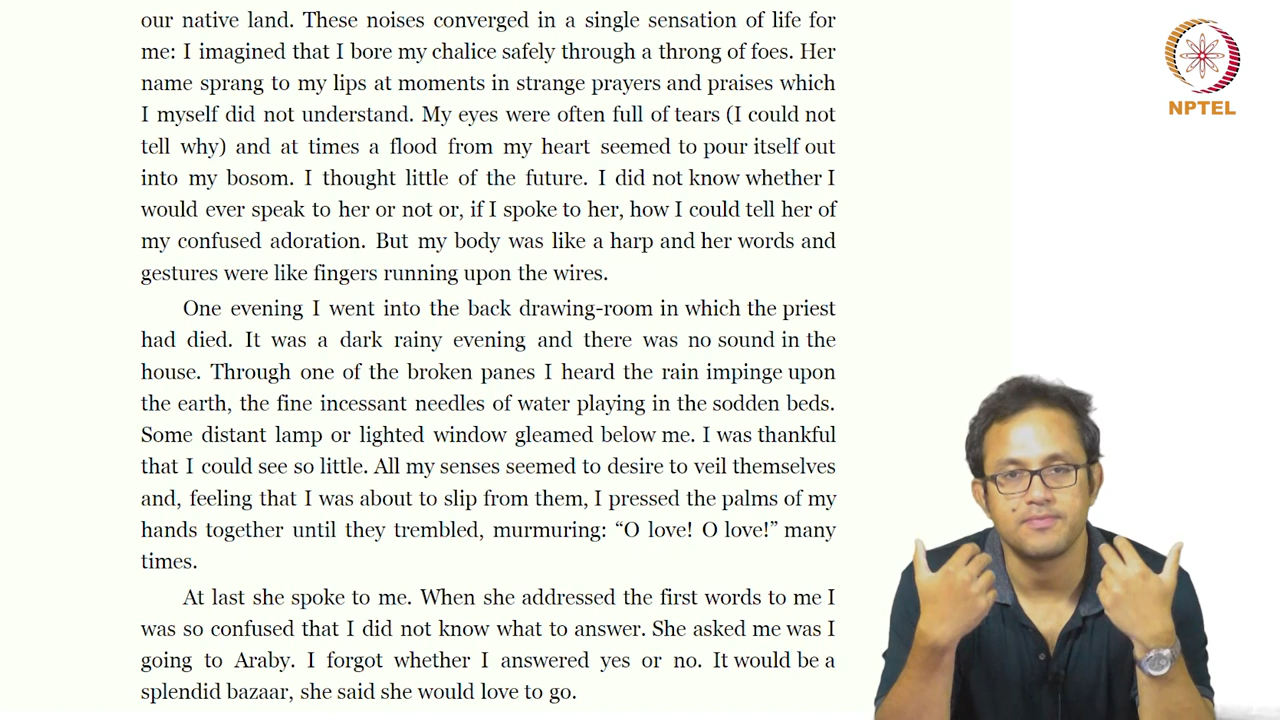 our native land. These noises converged in a single sensation of life for
me: I imagined that I bore my chalice safely through a throng of foes. Her
name sprang to my lips at moments in strange prayers and praises which
I myself did not understand. My eyes were often full of tears (I could not
tell why) and at times a flood from my heart seemed to pour itself out
into my bosom. I thought little of the future. I did not know whether I
would ever speak to her or not or, if I spoke to her, how I could tell her of
my confused adoration. But my body was like a harp and her words and
gestures were like fingers running upon the wires.
One evening I went into the back drawing-room in which the priest
had died. It was a dark rainy evening and there was no sound in the
house. Through one of the broken panes I heard the rain impinge upon
the earth, the fine incessant needles of water playing in the sodden beds.
Some distant lamp or lighted window gleamed below me. I was thankful
that I could see so little. All my senses seemed to desire to veil themselves
and, feeling that I was about to slip from them, I pressed the palms of my
hands together until they trembled, murmuring: “O love! O love!” many
times.
At last she spoke to me. When she addressed the first words to me I
was so confused that I did not know what to answer. She asked me was I
going to Araby. I forgot whether I answered yes or no. It would be a
splendid bazaar, she said she would love to go.
NPTEL